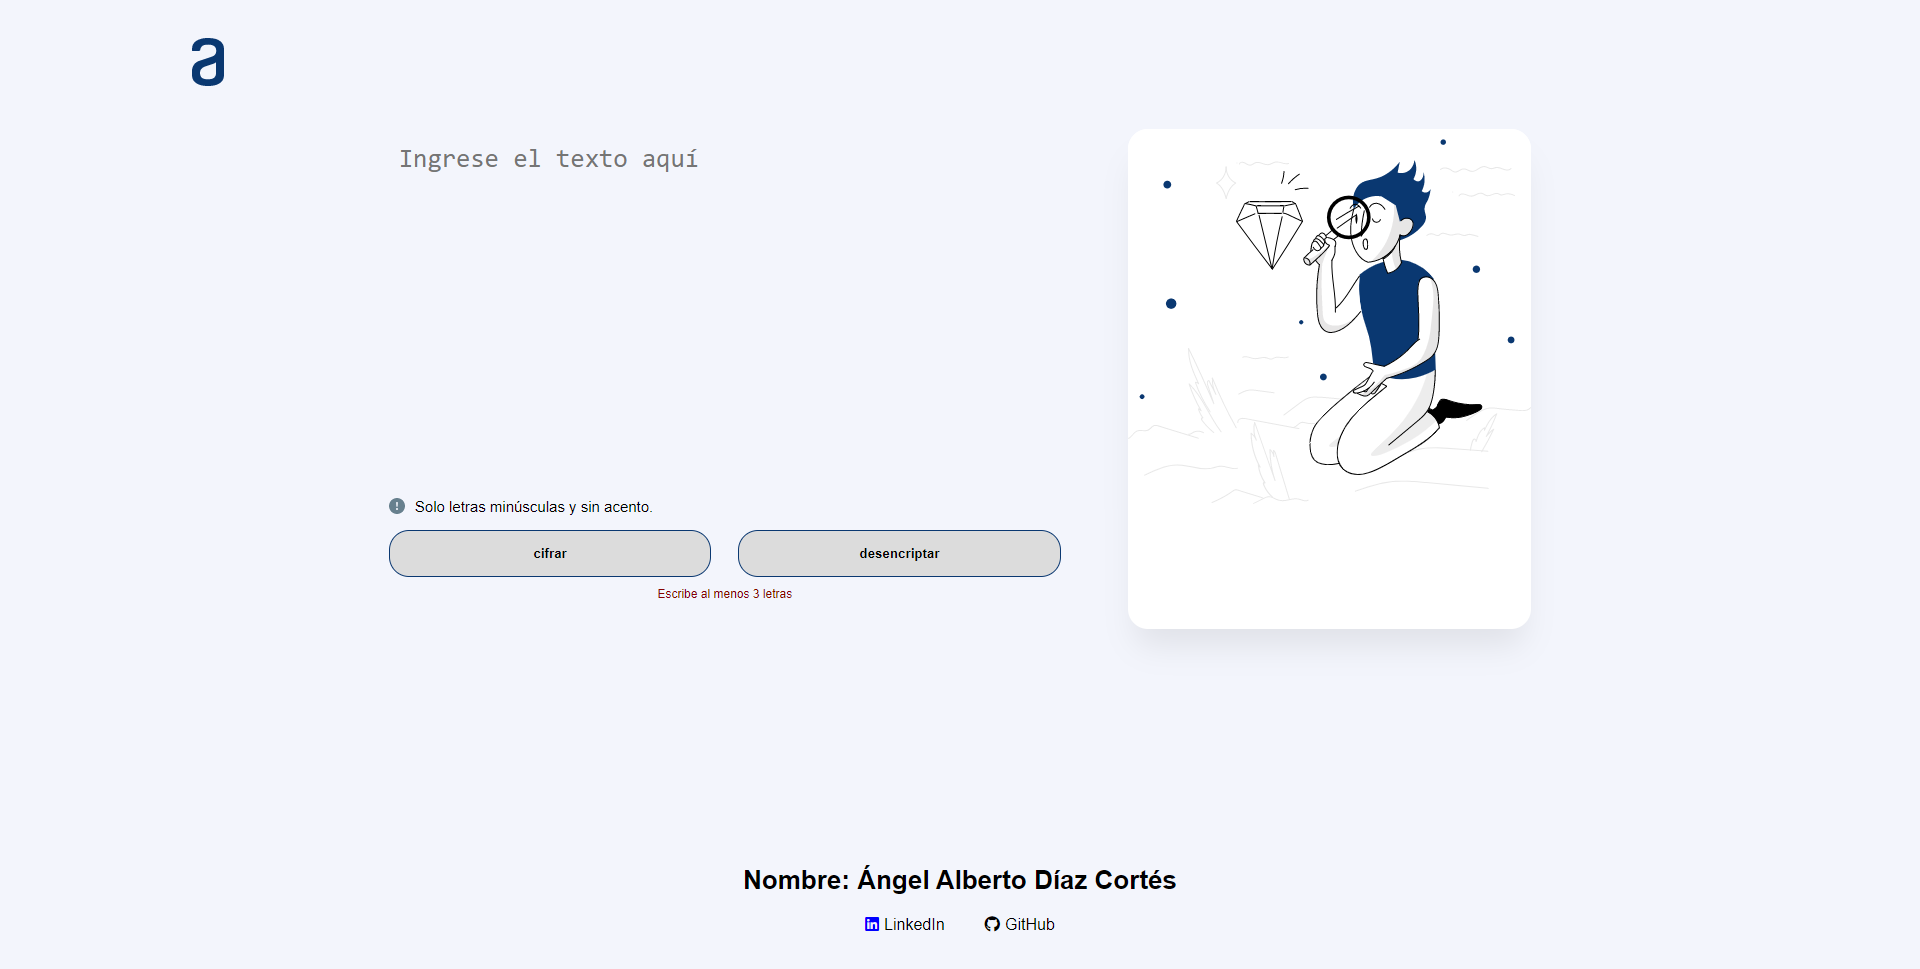 a
Ingrese el texto aquí
Solo letras minúsculas y sin acento.
cifrar
desencriptar
Escribe al menos 3 letras
Nombre: Ángel Alberto Díaz Cortés
LinkedIn
GitHub